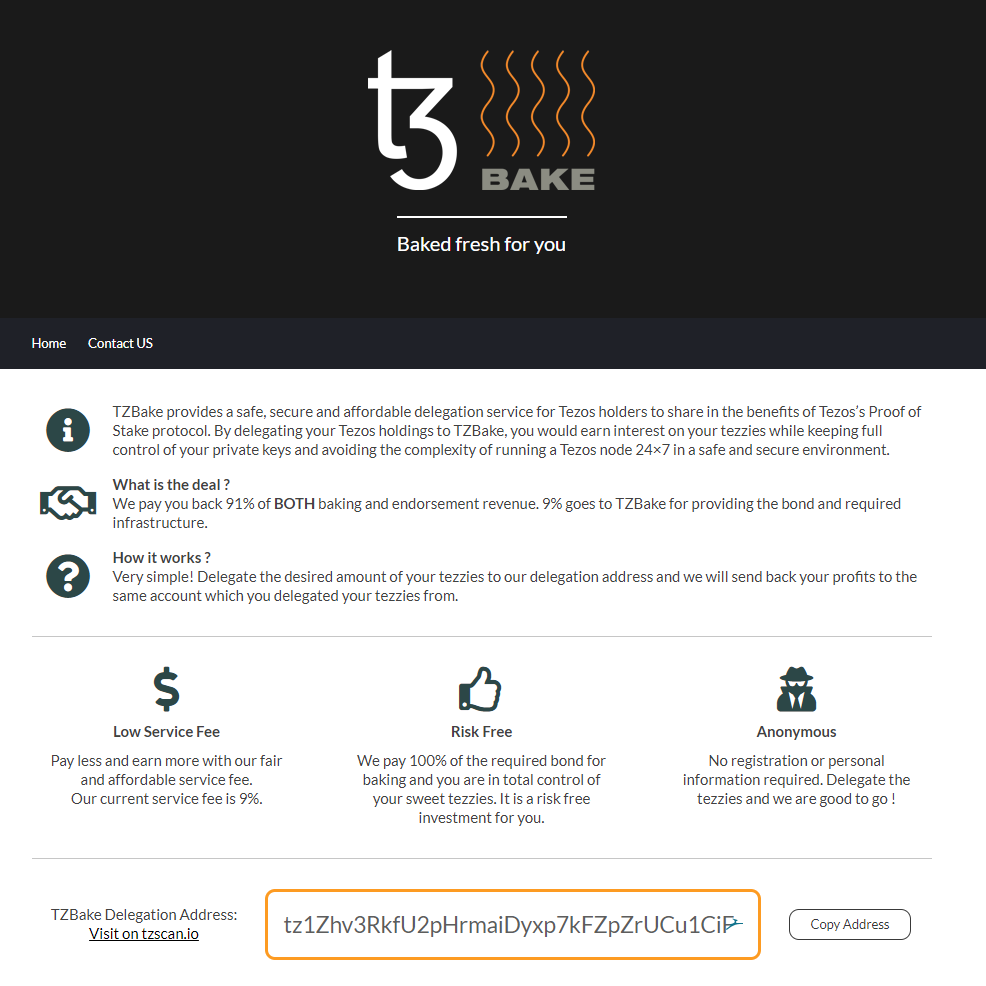 tz
BAKE
Baked fresh for you
Home Contact US
TZBake provides a safe, secure and affordable delegation service for Tezos holders to share in the benefits of Tezos's Proof of
Stake protocol. By delegating your Tezos holdings to TZBake, you would earn interest on your tezzies while keeping full
control of your private keys and avoiding the complexity of running a Tezos node 24×7 in a safe and secure environment.
What is the deal ?
We pay you back 91% of BOTH baking and endorsement revenue. 9% goes to TZBake for providing the bond and required
infrastructure.
How it works ?
Very simple! Delegate the desired amount of your tezzies to our delegation address and we will send back your profits to the
same account which you delegated your tezzies from.
Low Service Fee
Pay less and earn more with our fair
and affordable service fee.
Our current service fee is 9%.
Risk Free
We pay 100% of the required bond for
baking and you are in total control of
your sweet tezzies. It is a risk free
investment for you.
Anonymous
No registration or personal
information required. Delegate the
tezzies and we are good to go !
TZBake Delegation Address:
Visit on tzscan.io
Copy Address